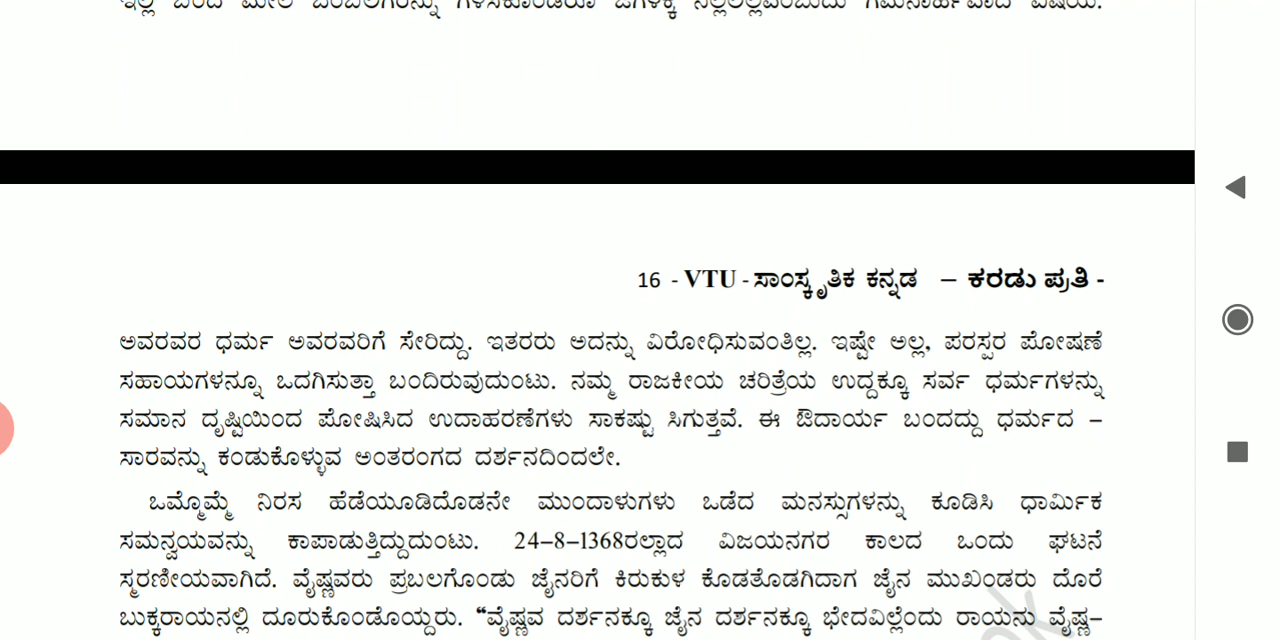 16 - VTU - ಸಾಂಸ್ಕೃತಿಕ ಕನ್ನಡ – ಕರಡು ಪ್ರತಿ -
ಅವರವರ ಧರ್ಮ ಅವರವರಿಗೆ ಸೇರಿದ್ದು. ಇತರರು ಅದನ್ನು ವಿರೋಧಿಸುವಂತಿಲ್ಲ. ಇಷ್ಟೇ ಅಲ್ಲ, ಪರಸ್ಪರ ಪೋಷಣೆ
ಸಹಾಯಗಳನ್ನೂ ಒದಗಿಸುತ್ತಾ ಬಂದಿರುವುದುಂಟು. ನಮ್ಮ ರಾಜಕೀಯ ಚರಿತ್ರೆಯ ಉದ್ದಕ್ಕೂ ಸರ್ವ ಧರ್ಮಗಳನ್ನು
ಸಮಾನ ದೃಷ್ಟಿಯಿಂದ ಪೋಷಿಸಿದ ಉದಾಹರಣೆಗಳು ಸಾಕಷ್ಟು ಸಿಗುತ್ತವೆ. ಈ ಔದಾರ್ಯ ಬಂದದ್ದು ಧರ್ಮದ –
ಸಾರವನ್ನು ಕಂಡುಕೊಳ್ಳುವ ಅಂತರಂಗದ ದರ್ಶನದಿಂದಲೇ.
ಒಮ್ಮೊಮ್ಮೆ ನಿರಸ ಹೆಡೆಯೂಡಿದೊಡನೇ ಮುಂದಾಳುಗಳು ಒಡೆದ ಮನಸ್ಸುಗಳನ್ನು ಕೂಡಿಸಿ ಧಾರ್ಮಿಕ
ಸಮನ್ವಯವನ್ನು ಕಾಪಾಡುತ್ತಿದ್ದುದುಂಟು. 24–8–1368ರಲ್ಲಾದ ವಿಜಯನಗರ ಕಾಲದ ಒಂದು ಘಟನೆ
ಸ್ಮರಣೀಯವಾಗಿದೆ. ವೈಷ್ಣವರು ಪ್ರಬಲಗೊಂಡು ಜೈನರಿಗೆ ಕಿರುಕುಳ ಕೊಡತೊಡಗಿದಾಗ ಜೈನ ಮುಖಂಡರು ದೊರೆ
ಬುಕ್ಕರಾಯನಲ್ಲಿ ದೂರುಕೊಂಡೊಯ್ದರು. “ವೈಷ್ಣವ ದರ್ಶನಕ್ಕೂ ಜೈನ ದರ್ಶನಕ್ಕೂ ಭೇದವಿಲ್ಲೆಂದು ರಾಯನು ವೈಷ್ಣ–